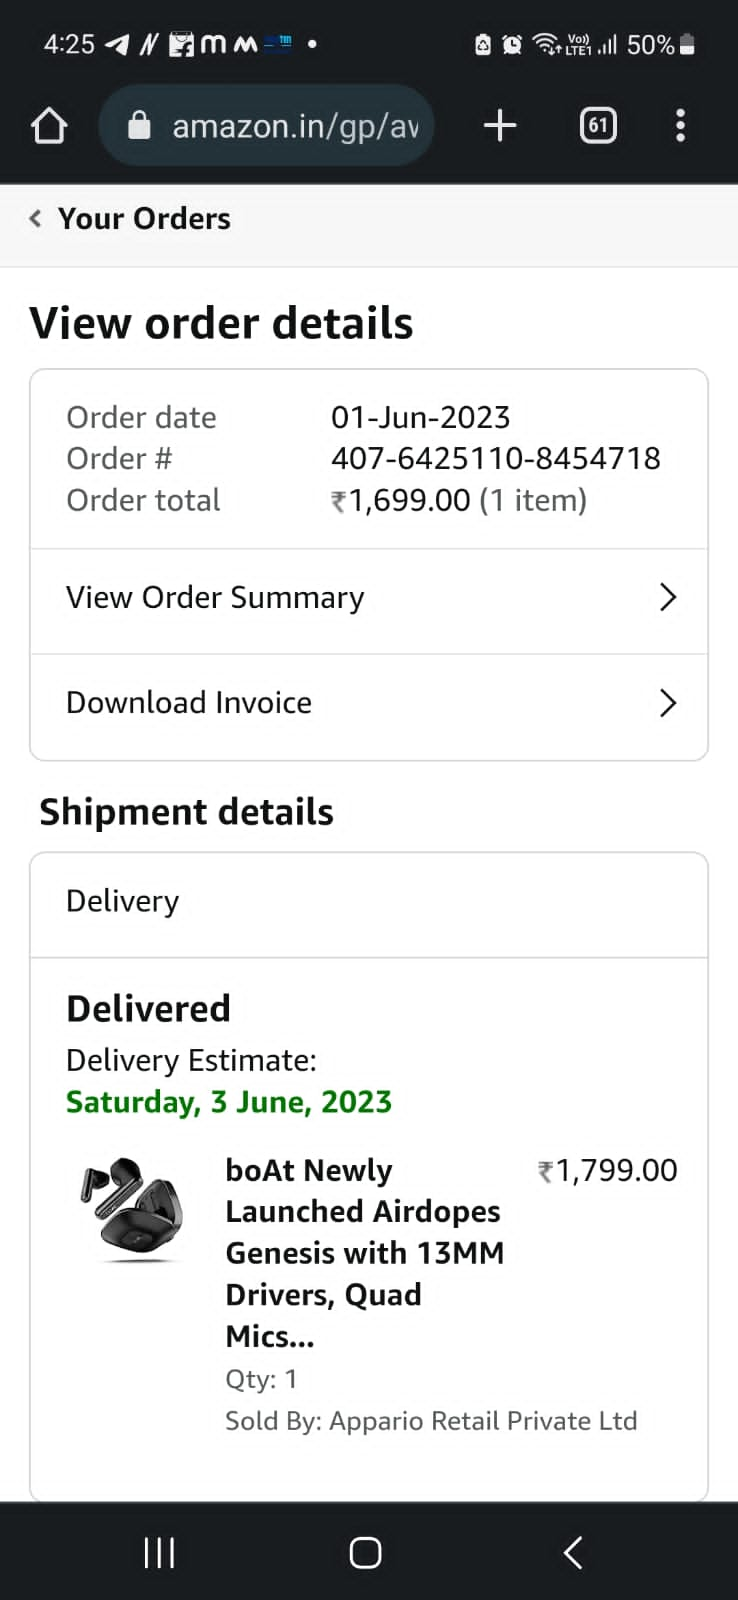 4:25
Vo))
LTE1
50%
amazon.in/gp/av
61
Your Orders
View order details
Order date 01-Jun-2023
Order # 407-6425110-8454718
Order total ₹1,699.00 (1 item)
View Order Summary
Download Invoice
Shipment details
Delivery
Delivered
Delivery Estimate:
Saturday, 3 June, 2023
boAt Newly ₹1,799.00
Launched Airdopes
Genesis with 13MM
Drivers, Quad
Mics...
Qty: 1
Sold By: Appario Retail Private Ltd